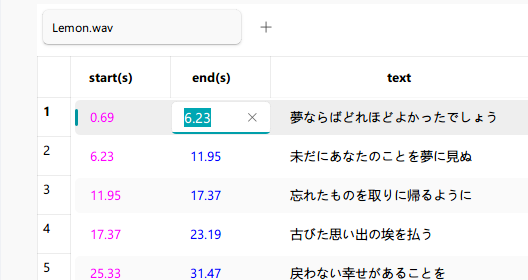 Lemon.wav
start(s) end(s) text
1 0.69 6.23 夢ならばどれほどよかったでしょう
2 6.23 11.95 未だにあなたのことを夢に見ぬ
3 11.95 17.37 忘れたものを取りに帰るように
4 17.37 23.19 古びた思い出の埃を払う
5 25.33 31.47 戻わない幸せがあることを